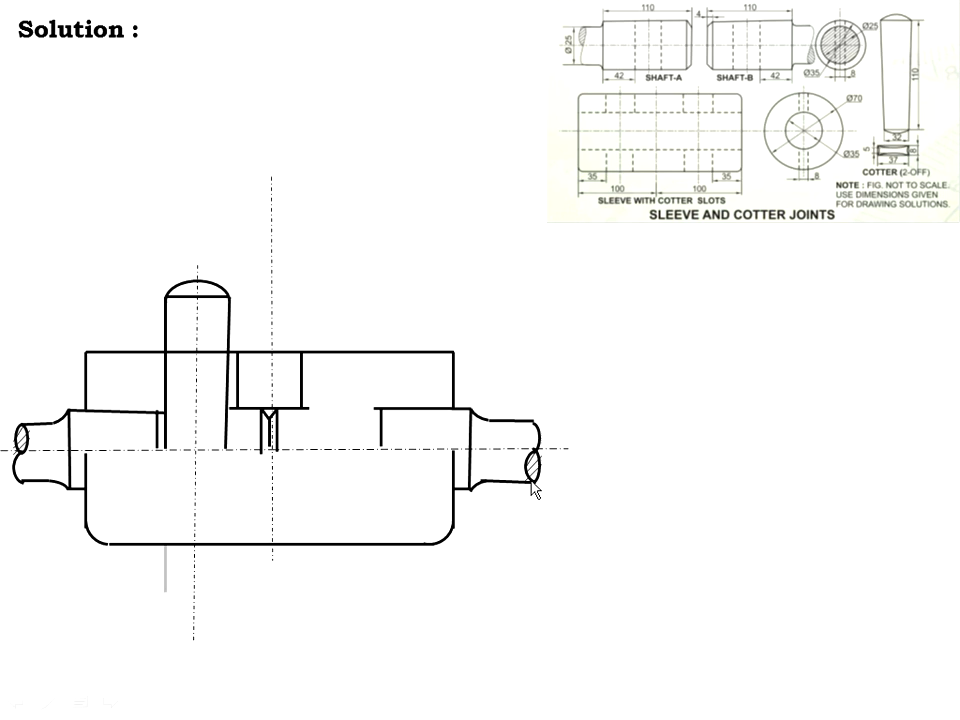 Solution :
110
110
4
Ø 25
Ø25
42
SHAFT-A
SHAFT-B
42
Ø35
8
110
Ø70
32
5
8
Ø35
37
35
35
8
COTTER (2-OFF)
100
100
NOTE : FIG. NOT TO SCALE.
USE DIMENSIONS GIVEN
FOR DRAWING SOLUTIONS.
SLEEVE WITH COTTER SLOTS
SLEEVE AND COTTER JOINTS